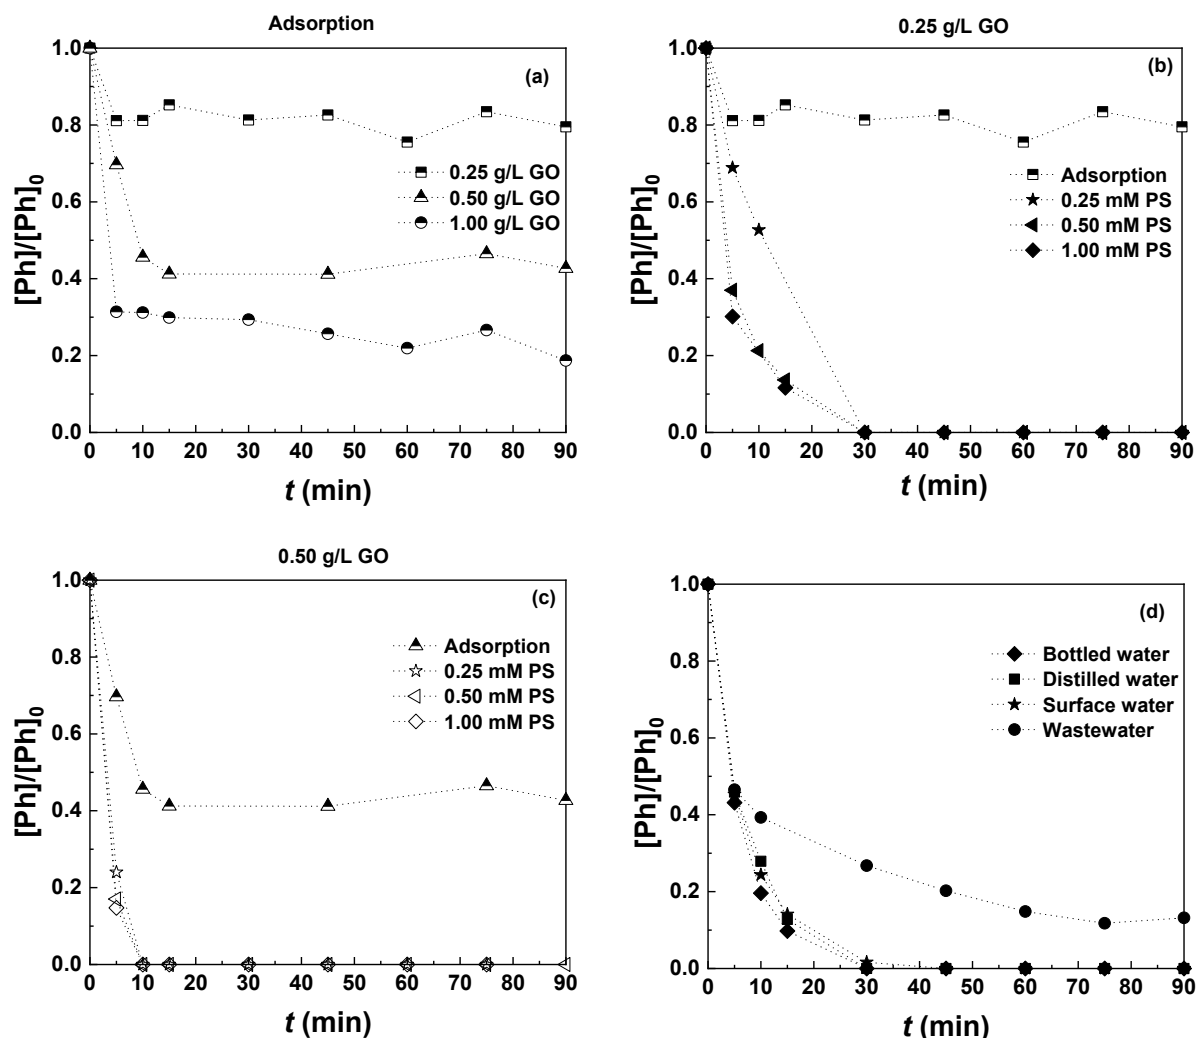 Adsorption
(a)
1.0
0.8
0.6
0.4
0.2
0.0
0.25 g/L GO
0.50 g/L GO
1.00 g/L GO
0 10 20 30 40 50 60 70 80 90
[Ph]/[Ph]0
t (min)
0.25 g/L GO
(b)
1.0
0.8
0.6
0.4
0.2
0.0
Adsorption
0.25 mM PS
0.50 mM PS
1.00 mM PS
0 10 20 30 40 50 60 70 80 90
[Ph]/[Ph]0
t (min)
0.50 g/L GO
(c)
1.0
0.8
0.6
0.4
0.2
0.0
Adsorption
0.25 mM PS
0.50 mM PS
1.00 mM PS
0 10 20 30 40 50 60 70 80 90
[Ph]/[Ph]0
t (min)
(d)
1.0
0.8
0.6
0.4
0.2
0.0
Bottled water
Distilled water
Surface water
Wastewater
0 10 20 30 40 50 60 70 80 90
[Ph]/[Ph]0
t (min)